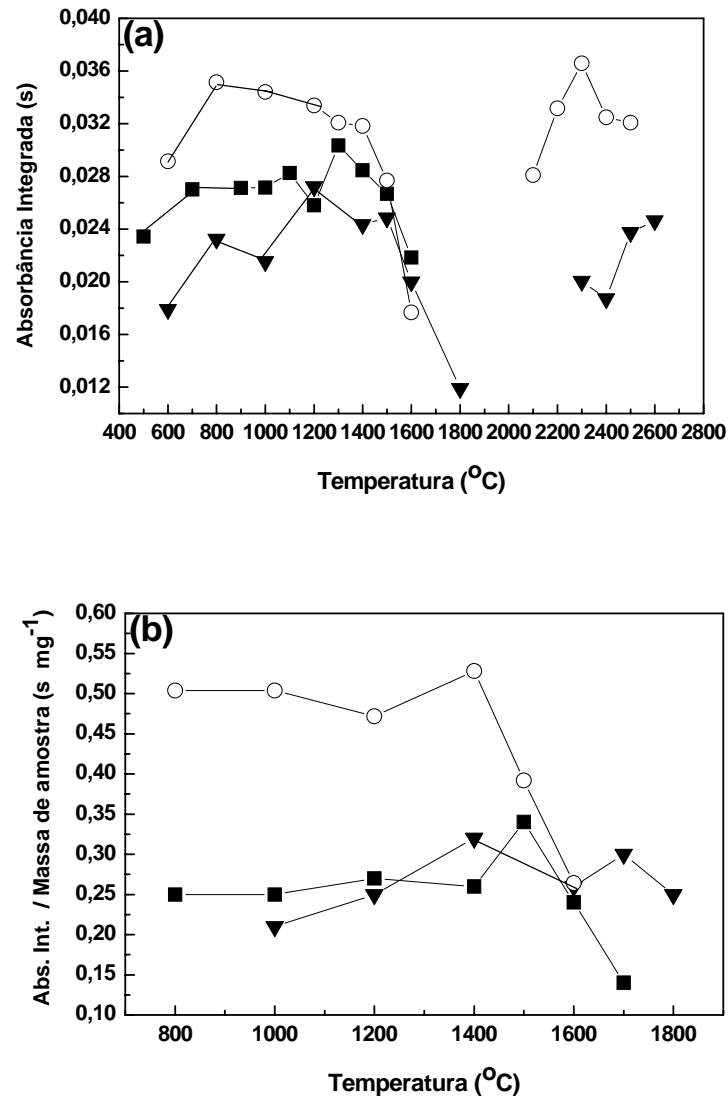 (a)
Absorbância Integrada (s)
0,040
0,036
0,032
0,028
0,024
0,020
0,016
0,012
400 600 800 1000 1200 1400 1600 1800 2000 2200 2400 2600 2800
Temperatura (°C)
(b)
Abs. Int. / Massa de amostra (s mg⁻¹)
0,60
0,55
0,50
0,45
0,40
0,35
0,30
0,25
0,20
0,15
0,10
800 1000 1200 1400 1600 1800
Temperatura (°C)